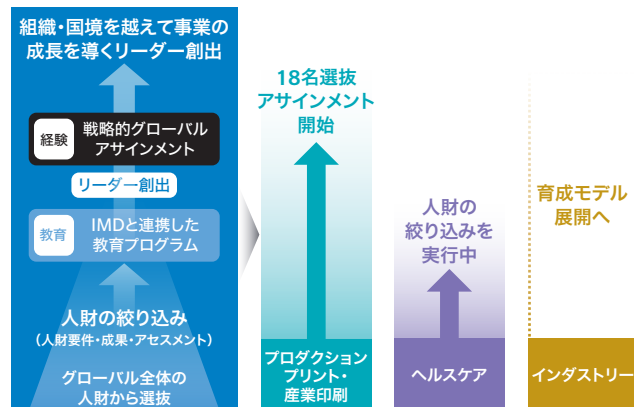 組織・国境を越えて事業の
成長を導くリーダー創出
経験
戦略的グローバル
アサインメント
リーダー創出
教育
IMDと連携した
教育プログラム
人財の絞り込み
（人財要件・成果・アセスメント）
グローバル全体の
人財から選抜
18名選抜
アサインメント
開始
プロダクション
プリント・
産業印刷
人財の
絞り込みを
実行中
ヘルスケア
育成モデル
展開へ
インダストリー